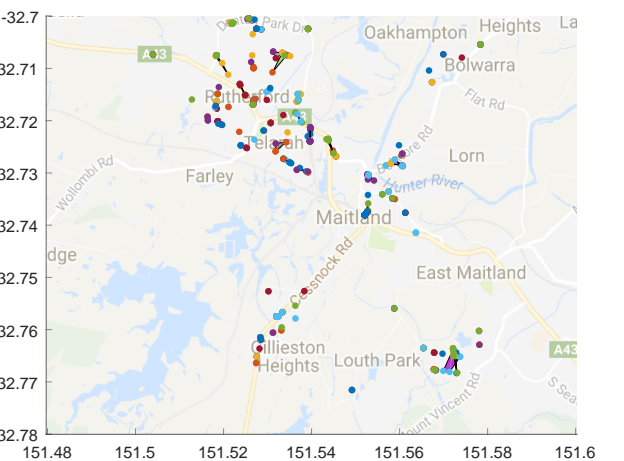 -32.7
Heights
La
Oakhampton
A43
-32.71
Bolwarra
Rutherford
Flat Rd
32.72
Telarah
Lorn
-32.73
Wollombi Rd
Farley
Hunter River
Maitland
32.74
dge
32.75
Cessnock Rd
East Maitland
32.76
Gillieston
Heights
Louth Park
A43
32.77
Mount Vincent Rd
S Sea
32.78
151.48
151.5
151.52
151.54
151.56
151.58
151.6